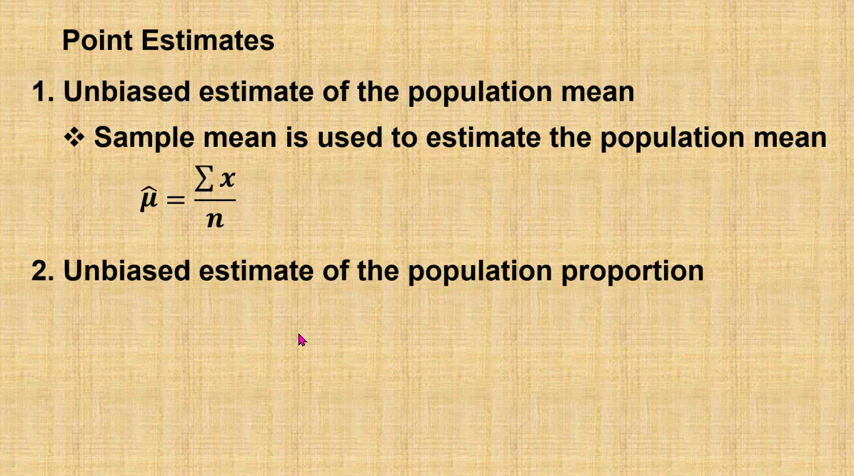 Point Estimates
1. Unbiased estimate of the population mean
❖ Sample mean is used to estimate the population mean
μ̂ = ∑x / n
2. Unbiased estimate of the population proportion